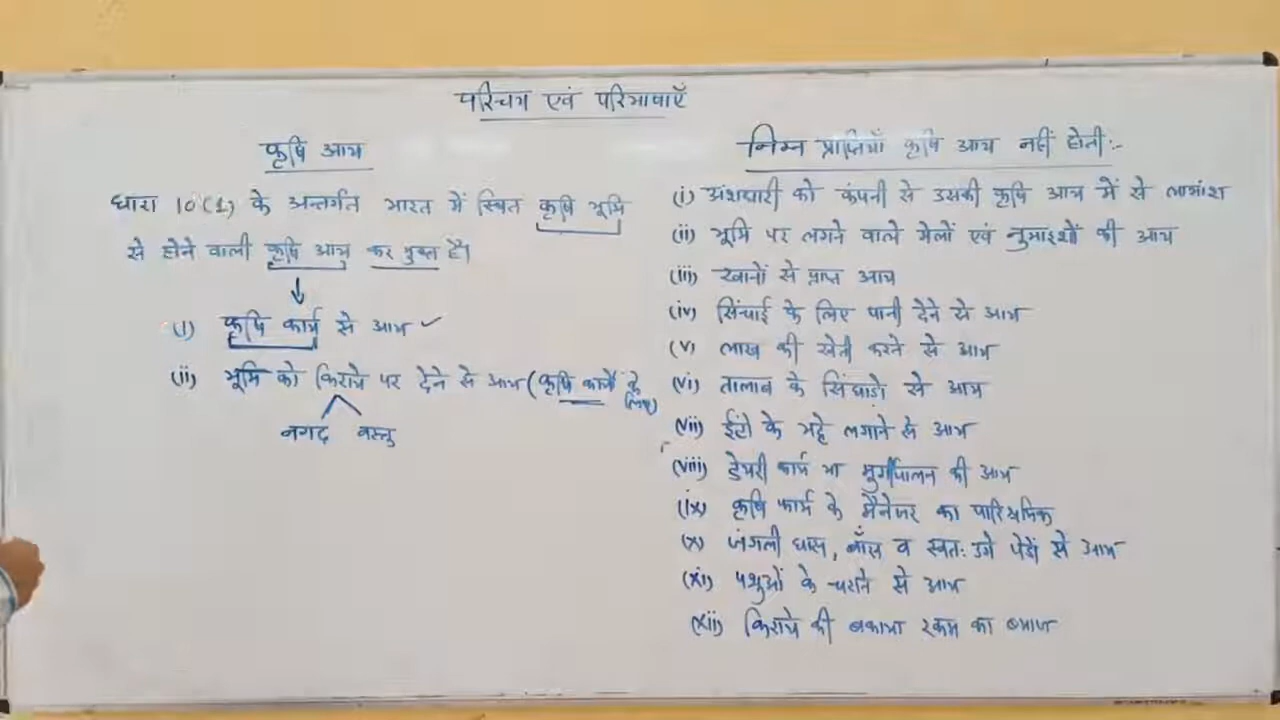 परिचय एवं परिभाषाएँ
कृषि आय
धारा 10(1) के अन्तर्गत भारत में स्थित कृषि भूमि
से होने वाली कृषि आय कर मुक्त है।
(i) कृषि कार्य से आय ✓
(ii) भूमि को किराये पर देने से आय (कृषि कार्य के लिए)
नगद वस्तु
निम्न प्राप्तियाँ कृषि आय नहीं होती :-
(i) अंशधारी को कंपनी से उसकी कृषि आय में से लाभांश
(ii) भूमि पर लगने वाले मेलों एवं नुमाइशों की आय
(iii) खानों से प्राप्त आय
(iv) सिंचाई के लिए पानी देने से आय
(v) लाख की खेती करने से आय
(vi) तालाब के सिंघाड़ो से आय
(vii) ईंटो के भट्टे लगाने से आय
(viii) डेयरी फार्म या मुर्गीपालन की आय
(ix) कृषि फार्म के मैनेजर का पारिश्रमिक
(x) जंगली घास, बाँस व स्वतः उगे पेड़ों से आय
(xi) पशुओं के चराने से आय
(xii) किराये की बकाया रकम का ब्याज